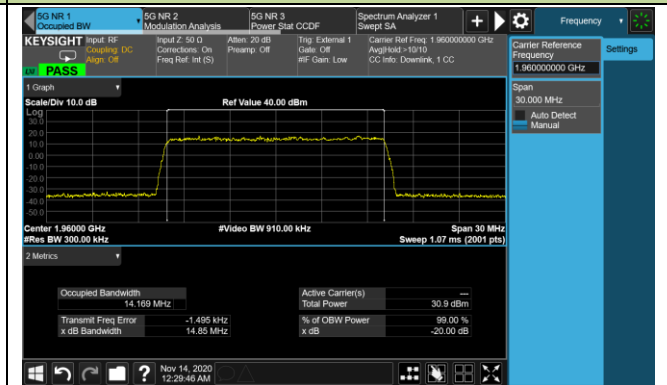 5G NR 1
Occupied BW
5G NR 2
Modulation Analysis
5G NR 3
Power Stat CCDF
Spectrum Analyzer 1
Swept SA
Frequency
KEYSIGHT
Input: RF
Coupling: DC
Align: Off
Input Z: 50 Ω
Corrections: On
Freq Ref: Int (S)
Atten: 20 dB
Preamp: Off
Trig: External 1
Gate: Off
#IF Gain: Low
Carrier Ref Freq: 1.960000000 GHz
Avg|Hold:>10/10
CC Info: Downlink, 1 CC
PASS
Carrier Reference
Frequency
1.960000000 GHz
Settings
Span
30.000 MHz
Auto Detect
Manual
1 Graph
Scale/Div 10.0 dB
Ref Value 40.00 dBm
Log
30.0
20.0
10.0
0.00
-10.0
-20.0
-30.0
-40.0
-50.0
Center 1.96000 GHz
#Video BW 910.00 kHz
Span 30 MHz
#Res BW 300.00 kHz
Sweep 1.07 ms (2001 pts)
2 Metrics
Occupied Bandwidth
14.169 MHz
Active Carrier(s)
---
Total Power
30.9 dBm
Transmit Freq Error
-1.495 kHz
% of OBW Power
99.00 %
x dB Bandwidth
14.85 MHz
x dB
-20.00 dB
?
Nov 14, 2020
12:29:46 AM